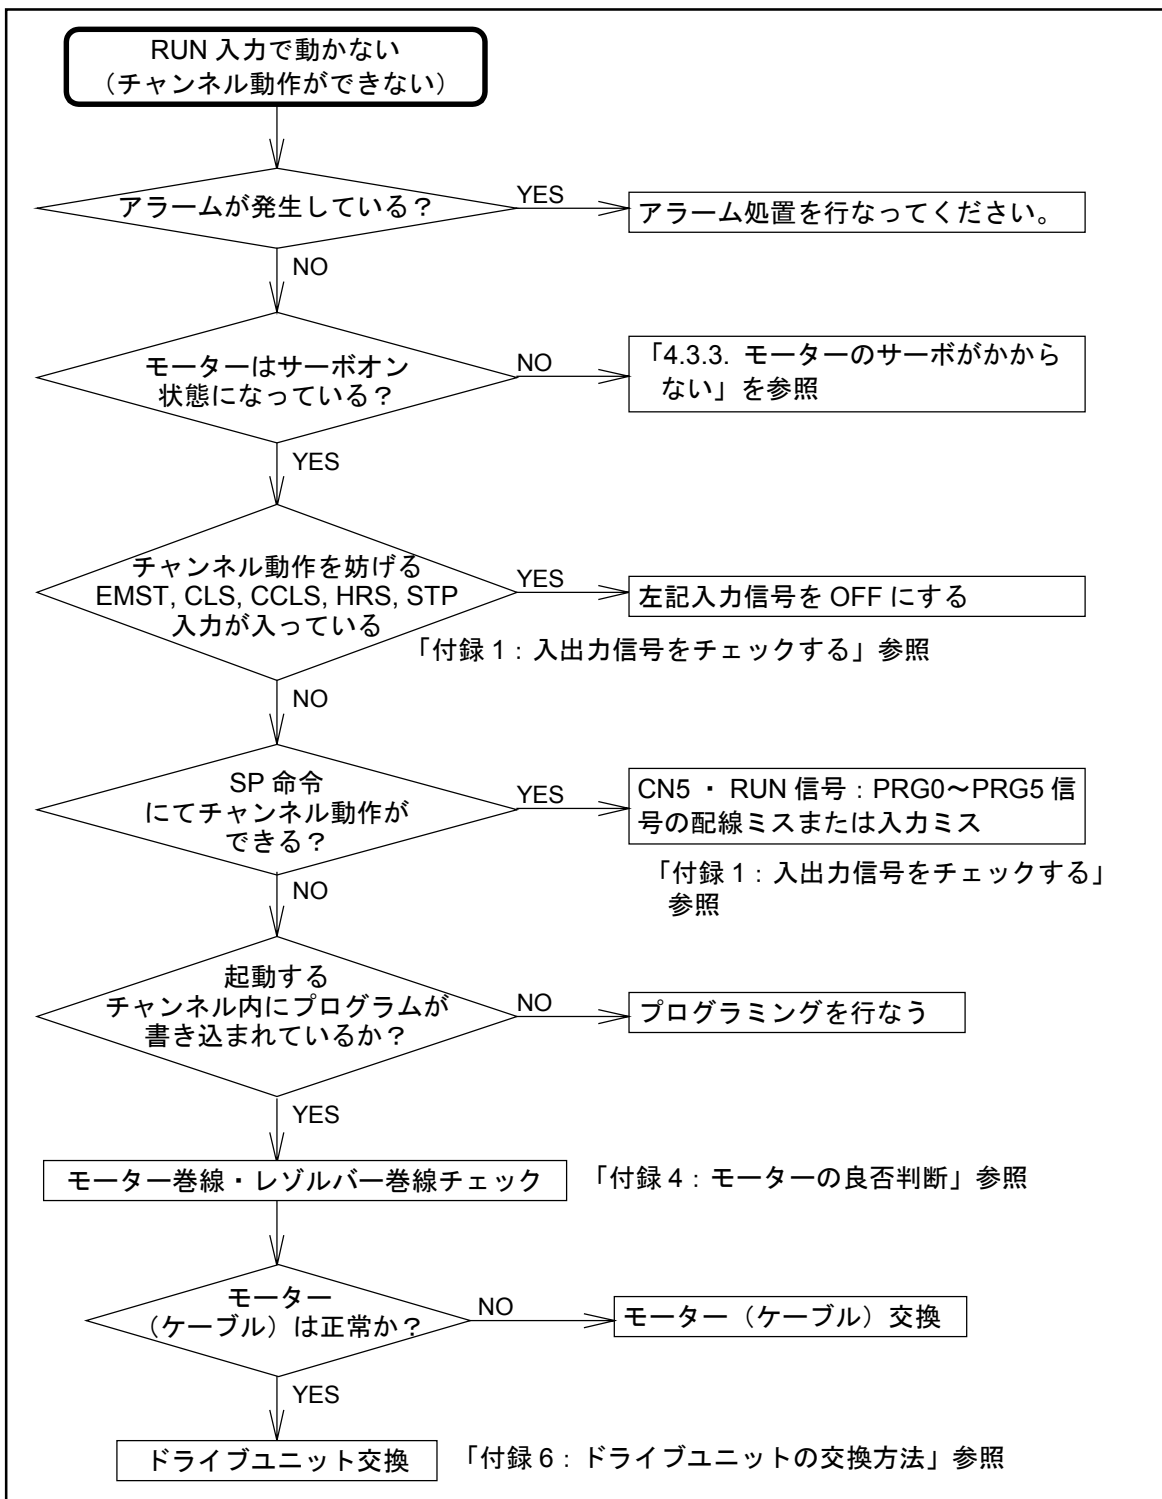 RUN 入力で動かない
（チャンネル動作ができない）
アラームが発生している？
YES
アラーム処置を行なってください。
NO
モーターはサーボオン
状態になっている？
NO
「4.3.3. モーターのサーボがかから
ない」を参照
YES
チャンネル動作を妨げる
EMST, CLS, CCLS, HRS, STP
入力が入っている
YES
左記入力信号を OFF にする
「付録 1：入出力信号をチェックする」参照
NO
SP 命令
にてチャンネル動作が
できる？
YES
CN5 ・ RUN 信号：PRG0～PRG5 信
号の配線ミスまたは入力ミス
「付録 1：入出力信号をチェックする」
参照
NO
起動する
チャンネル内にプログラムが
書き込まれているか？
NO
プログラミングを行なう
YES
モーター巻線・レゾルバー巻線チェック
「付録 4：モーターの良否判断」参照
モーター
（ケーブル）は正常か？
NO
モーター（ケーブル）交換
YES
ドライブユニット交換
「付録 6：ドライブユニットの交換方法」参照